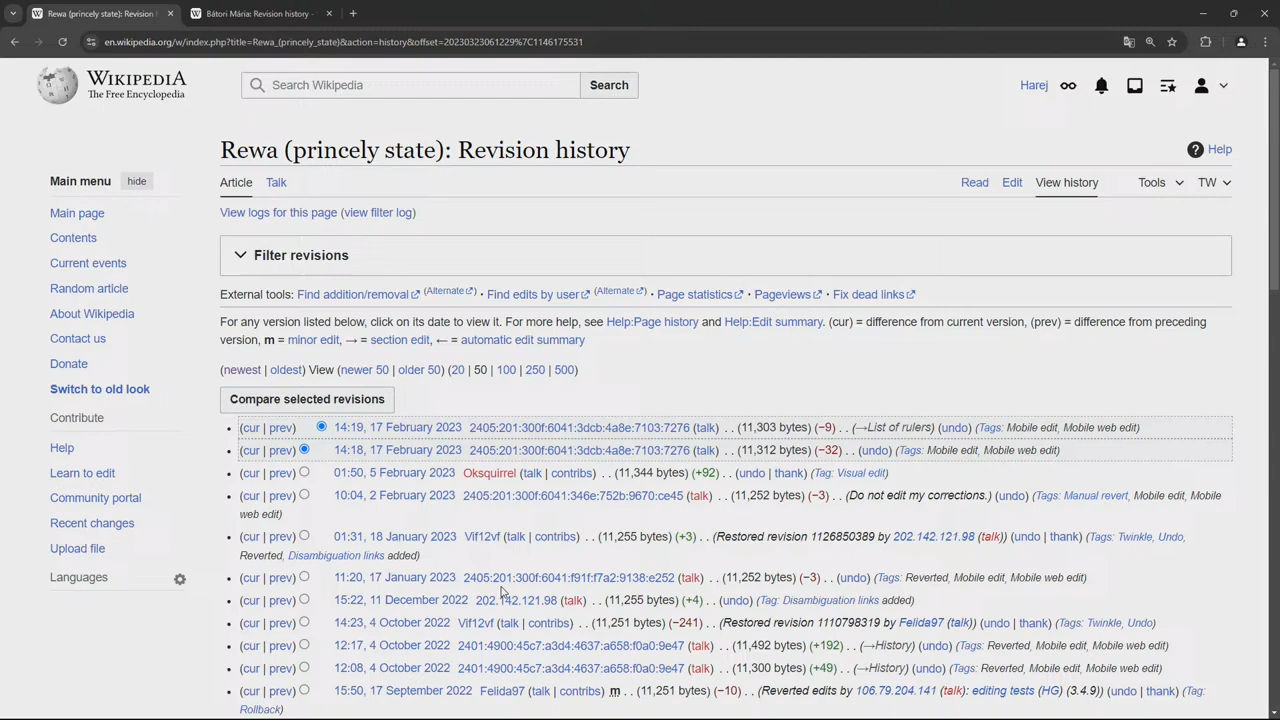 Rewa (princely state): Revision h
Bátori Mária: Revision history -
en.wikipedia.org/w/index.php?title=Rewa_(princely_state)&action=history&offset=20230323061229%7C1146175531
WIKIPEDIA
The Free Encyclopedia
Search Wikipedia
Search
Harej
Rewa (princely state): Revision history
Help
Main menu
hide
Article
Talk
Read
Edit
View history
Tools
TW
Main page
Contents
Current events
Random article
About Wikipedia
Contact us
Donate
Switch to old look
Contribute
Help
Learn to edit
Community portal
Recent changes
Upload file
Languages
View logs for this page (view filter log)
Filter revisions
External tools: Find addition/removal (Alternate) · Find edits by user (Alternate) · Page statistics · Pageviews · Fix dead links
For any version listed below, click on its date to view it. For more help, see Help:Page history and Help:Edit summary. (cur) = difference from current version, (prev) = difference from preceding
version, m = minor edit, → = section edit, ← = automatic edit summary
(newest | oldest) View (newer 50 | older 50) (20 | 50 | 100 | 250 | 500)
Compare selected revisions
(cur | prev) 14:19, 17 February 2023 2405:201:300f:6041:3dcb:4a8e:7103:7276 (talk) . . (11,303 bytes) (−9) . . (→List of rulers) (undo) (Tags: Mobile edit, Mobile web edit)
(cur | prev) 14:18, 17 February 2023 2405:201:300f:6041:3dcb:4a8e:7103:7276 (talk) . . (11,312 bytes) (−32) . . (undo) (Tags: Mobile edit, Mobile web edit)
(cur | prev) 01:50, 5 February 2023 Oksquirrel (talk | contribs) . . (11,344 bytes) (+92) . . (undo | thank) (Tag: Visual edit)
(cur | prev) 10:04, 2 February 2023 2405:201:300f:6041:346e:752b:9670:ce45 (talk) . . (11,252 bytes) (−3) . . (Do not edit my corrections.) (undo) (Tags: Manual revert, Mobile edit, Mobile
web edit)
(cur | prev) 01:31, 18 January 2023 Vif12vf (talk | contribs) . . (11,255 bytes) (+3) . . (Restored revision 1126850389 by 202.142.121.98 (talk)) (undo | thank) (Tags: Twinkle, Undo,
Reverted, Disambiguation links added)
(cur | prev) 11:20, 17 January 2023 2405:201:300f:6041:f91f:f7a2:9138:e252 (talk) . . (11,252 bytes) (−3) . . (undo) (Tags: Reverted, Mobile edit, Mobile web edit)
(cur | prev) 15:22, 11 December 2022 202.142.121.98 (talk) . . (11,255 bytes) (+4) . . (undo) (Tag: Disambiguation links added)
(cur | prev) 14:23, 4 October 2022 Vif12vf (talk | contribs) . . (11,251 bytes) (−241) . . (Restored revision 1110798319 by Felida97 (talk)) (undo | thank) (Tags: Twinkle, Undo)
(cur | prev) 12:17, 4 October 2022 2401:4900:45c7:a3d4:4637:a658:f0a0:9e47 (talk) . . (11,492 bytes) (+192) . . (→History) (undo) (Tags: Reverted, Mobile edit, Mobile web edit)
(cur | prev) 12:08, 4 October 2022 2401:4900:45c7:a3d4:4637:a658:f0a0:9e47 (talk) . . (11,300 bytes) (+49) . . (→History) (undo) (Tags: Reverted, Mobile edit, Mobile web edit)
(cur | prev) 15:50, 17 September 2022 Felida97 (talk | contribs) m . . (11,251 bytes) (−10) . . (Reverted edits by 106.79.204.141 (talk): editing tests (HG) (3.4.9)) (undo | thank) (Tag:
Rollback)